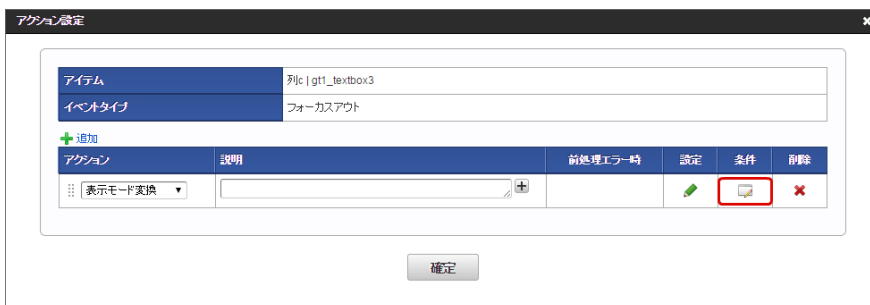 アクション設定
アイテム 列c | gt1_textbox3
イベントタイプ フォーカスアウト
追加
アクション 説明 前処理エラー時 設定 条件 削除
表示モード変換
確定